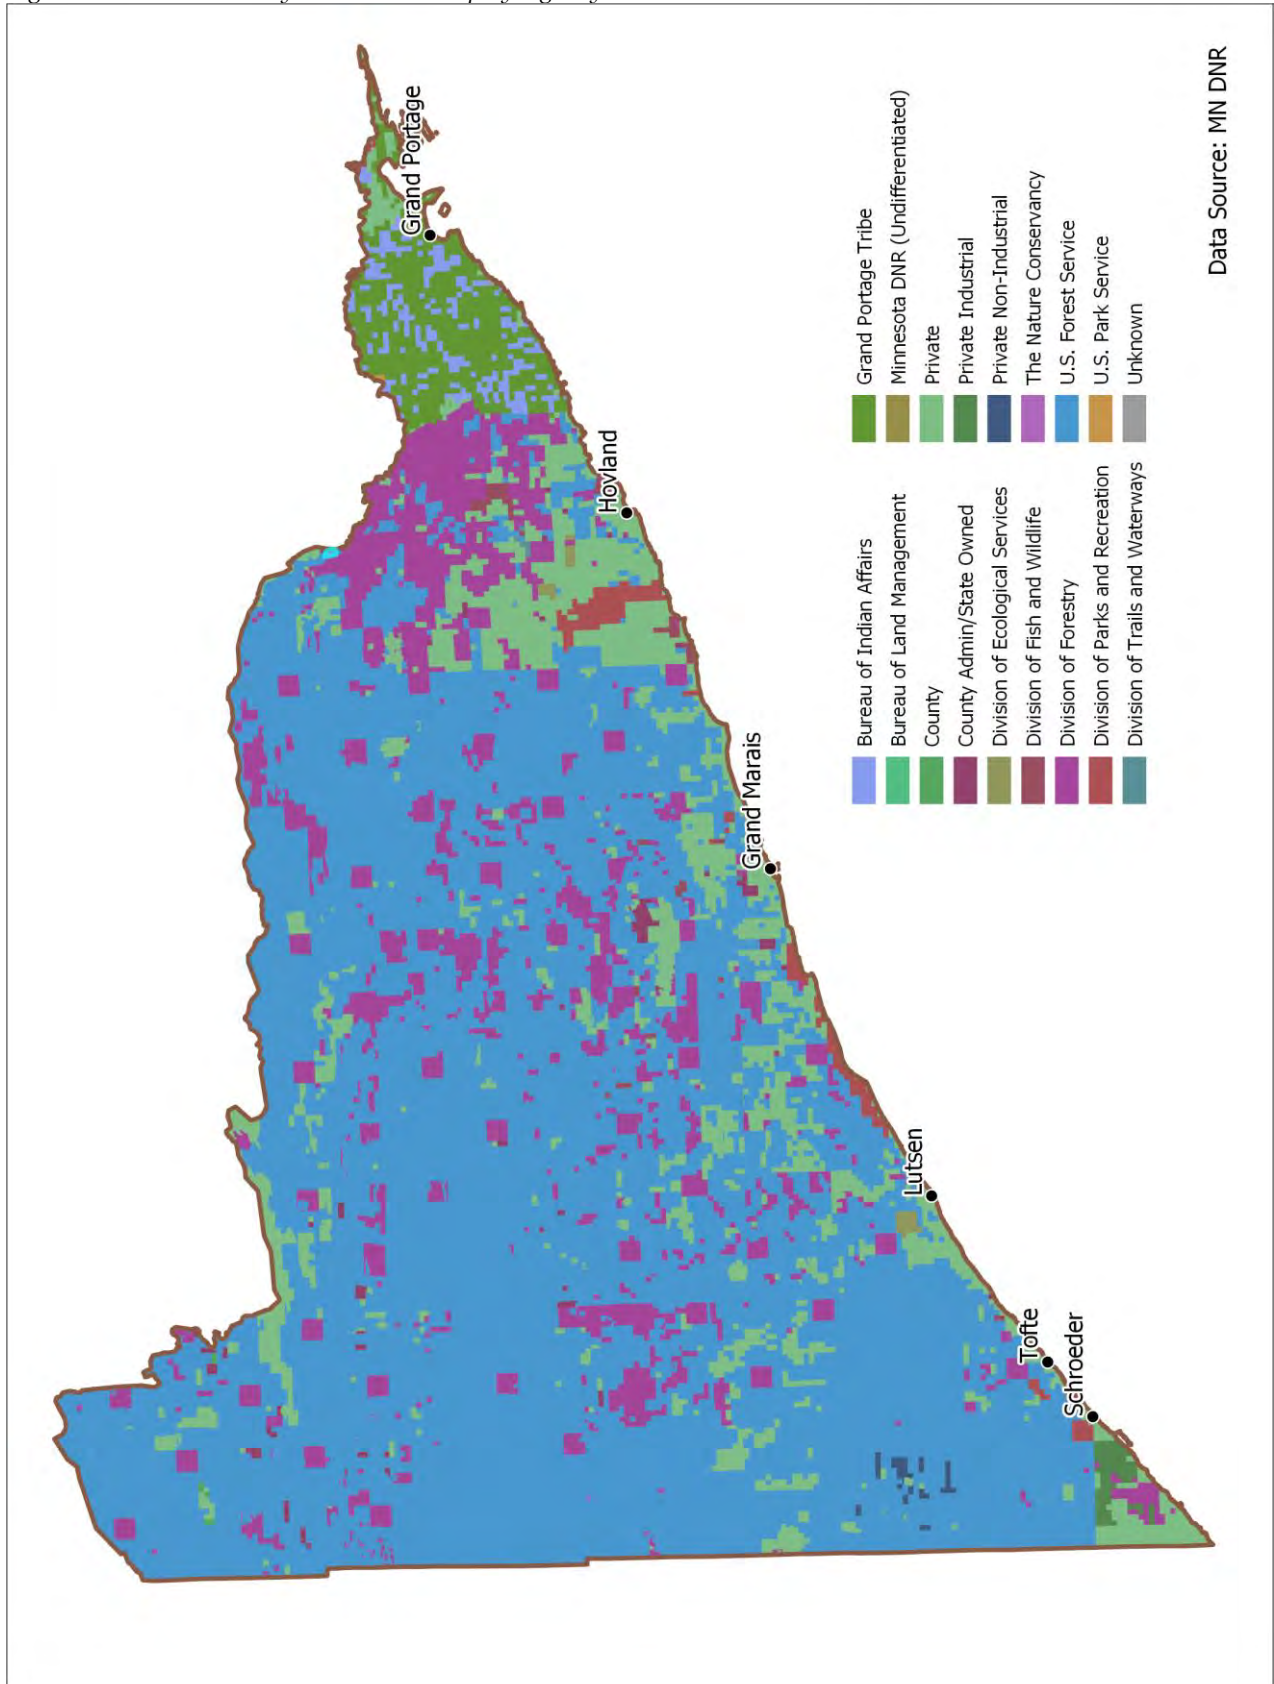 Grand Portage
Hovland
Grand Marais
Lutsen
Tofte
Schroeder
Bureau of Indian Affairs
Bureau of Land Management
County
County Admin/State Owned
Division of Ecological Services
Division of Fish and Wildlife
Division of Forestry
Division of Parks and Recreation
Division of Trails and Waterways
Grand Portage Tribe
Minnesota DNR (Undifferentiated)
Private
Private Industrial
Private Non-Industrial
The Nature Conservancy
U.S. Forest Service
U.S. Park Service
Unknown
Data Source: MN DNR